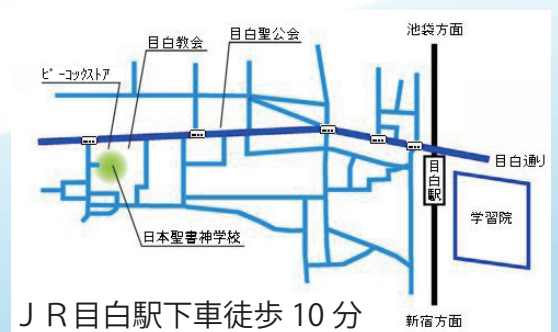 池袋方面
目白教会
目白聖公会
ピーコックストア
目白通り
目白駅
学習院
日本聖書神学校
ＪＲ目白駅下車徒歩 10 分
新宿方面